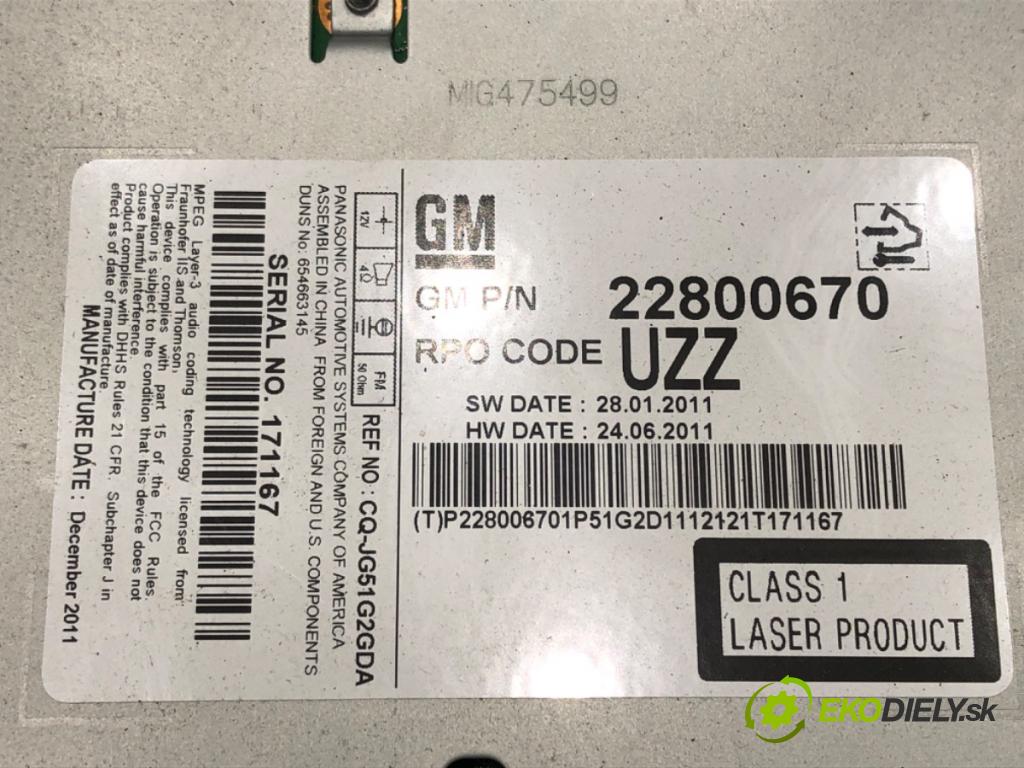 MIG475499
GM
GM P/N 22800670
RPO CODE UZZ
SW DATE : 28.01.2011
HW DATE : 24.06.2011
(T)P228006701P51G2D1112121T171167
CLASS 1
LASER PRODUCT
12V 4Ω FM 50 Ohm
REF NO : CQ-JG51G2GDA
PANASONIC AUTOMOTIVE SYSTEMS COMPANY OF AMERICA
ASSEMBLED IN CHINA FROM FOREIGN AND U.S. COMPONENTS
DUNS No: 654663145
SERIAL NO. 171167
MPEG Layer-3 audio coding technology licensed from
Fraunhofer IIS and Thomson.
This device complies with part 15 of the FCC Rules.
Operation is subject to the condition that this device does not
cause harmful interference.
Product complies with DHHS Rules 21 CFR. Subchapter J in
effect as of date of manufacture.
MANUFACTURE DATE : December 2011
EKODIELY.sk